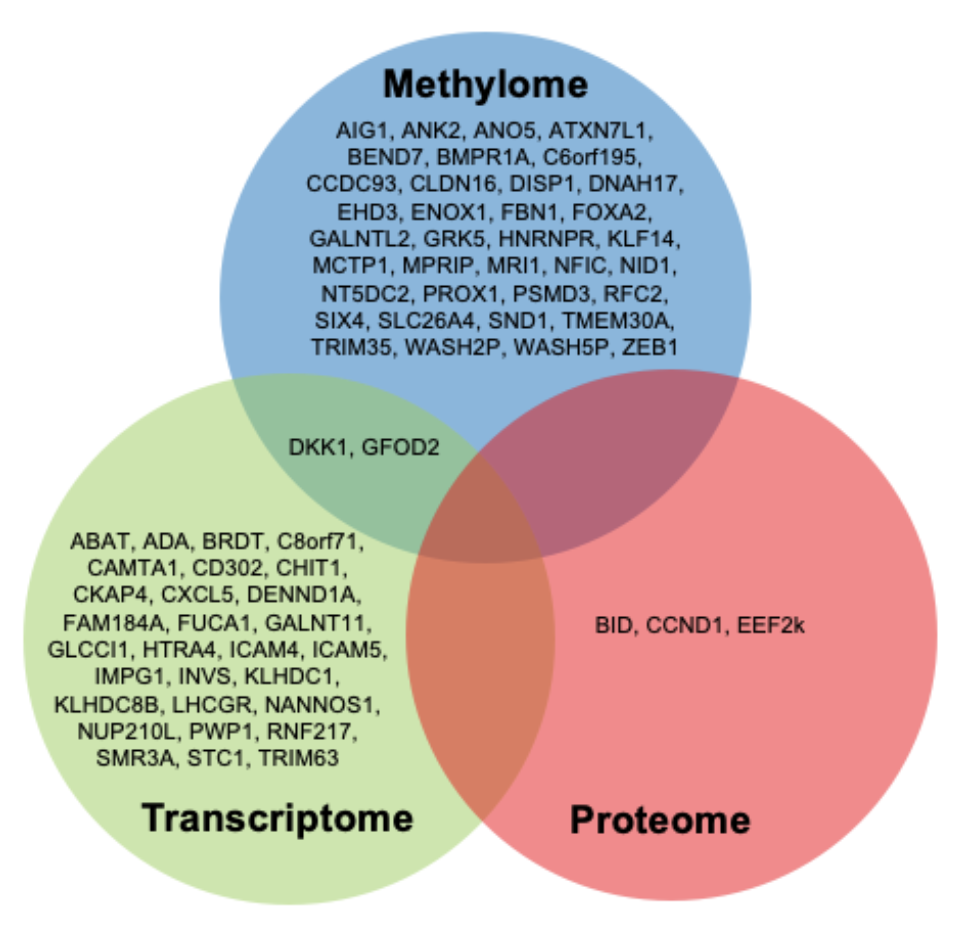 Methylome
AIG1, ANK2, ANO5, ATXN7L1,
BEND7, BMPR1A, C6orf195,
CCDC93, CLDN16, DISP1, DNAH17,
EHD3, ENOX1, FBN1, FOXA2,
GALNTL2, GRK5, HNRNPR, KLF14,
MCTP1, MPRIP, MRI1, NFIC, NID1,
NT5DC2, PROX1, PSMD3, RFC2,
SIX4, SLC26A4, SND1, TMEM30A,
TRIM35, WASH2P, WASH5P, ZEB1
DKK1, GFOD2
ABAT, ADA, BRDT, C8orf71,
CAMTA1, CD302, CHIT1,
CKAP4, CXCL5, DENND1A,
FAM184A, FUCA1, GALNT11,
GLCCI1, HTRA4, ICAM4, ICAM5,
IMPG1, INVS, KLHDC1,
KLHDC8B, LHCGR, NANNOS1,
NUP210L, PWP1, RNF217,
SMR3A, STC1, TRIM63
Transcriptome
BID, CCND1, EEF2k
Proteome